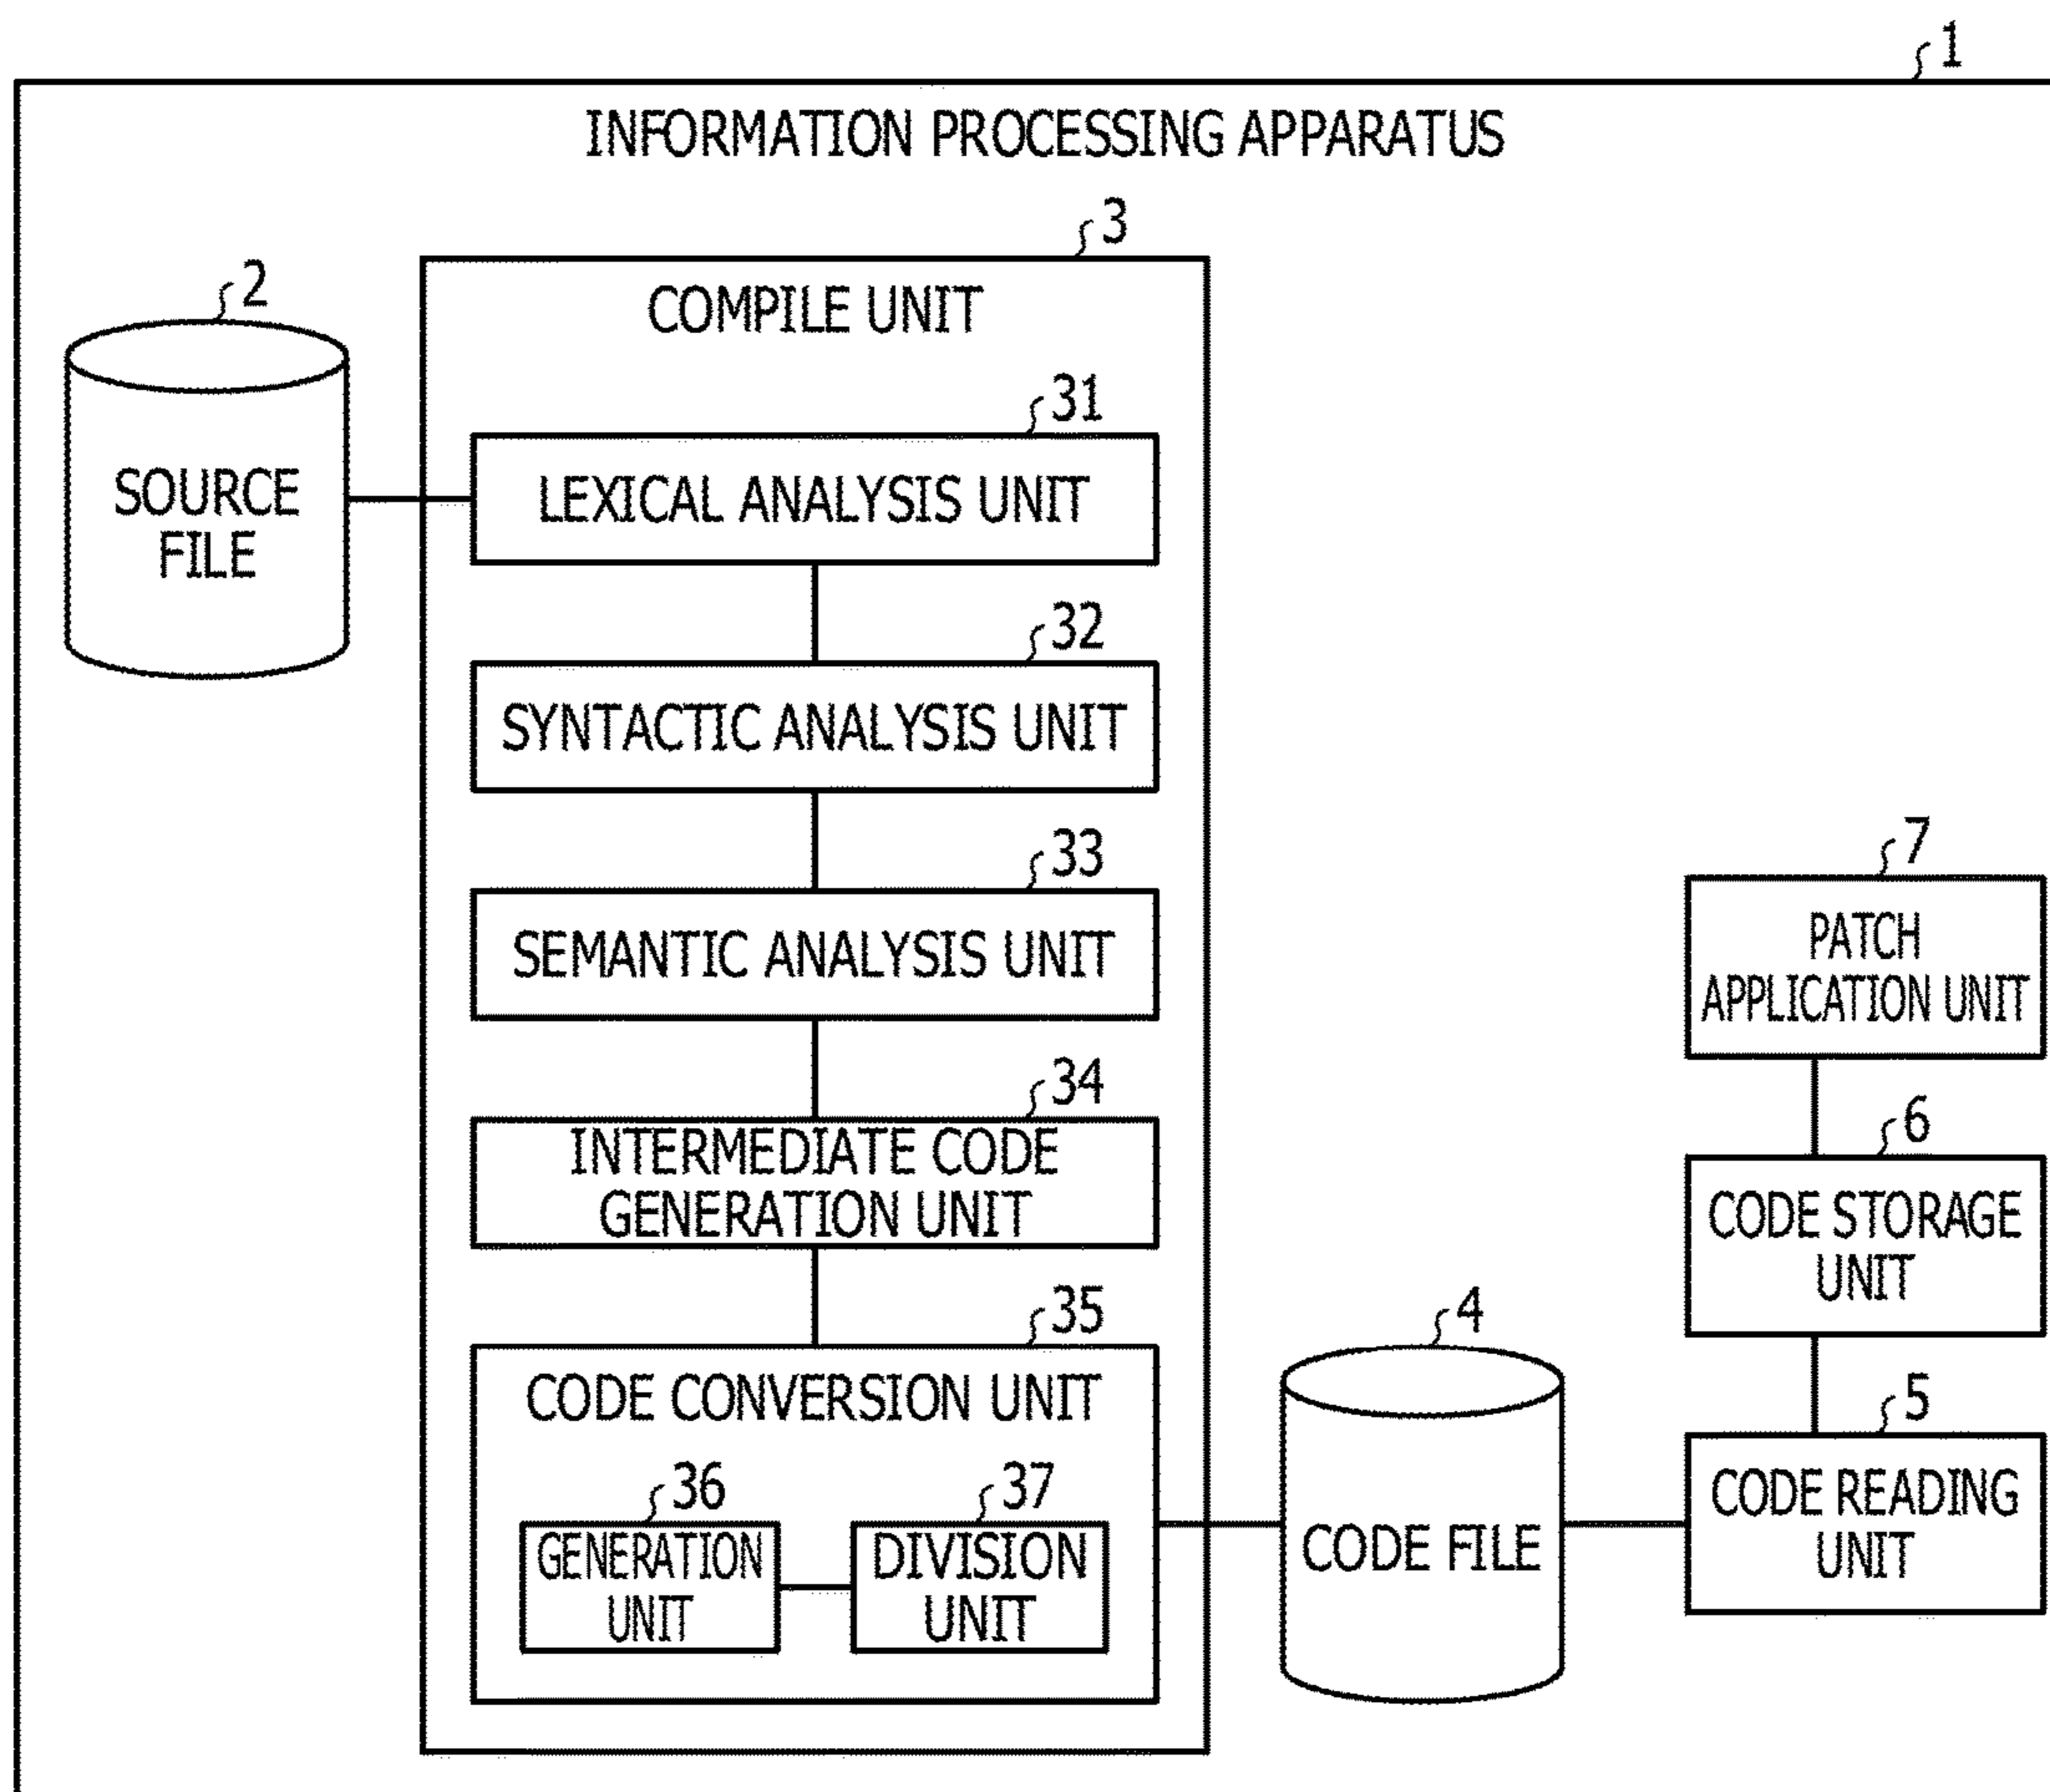 1
INFORMATION PROCESSING APPARATUS
3
2
COMPILE UNIT
31
SOURCE
FILE
LEXICAL ANALYSIS UNIT
32
SYNTACTIC ANALYSIS UNIT
33
SEMANTIC ANALYSIS UNIT
34
INTERMEDIATE CODE
GENERATION UNIT
35
CODE CONVERSION UNIT
36
GENERATION
UNIT
37
DIVISION
UNIT
4
CODE FILE
7
PATCH
APPLICATION UNIT
6
CODE STORAGE
UNIT
5
CODE READING
UNIT